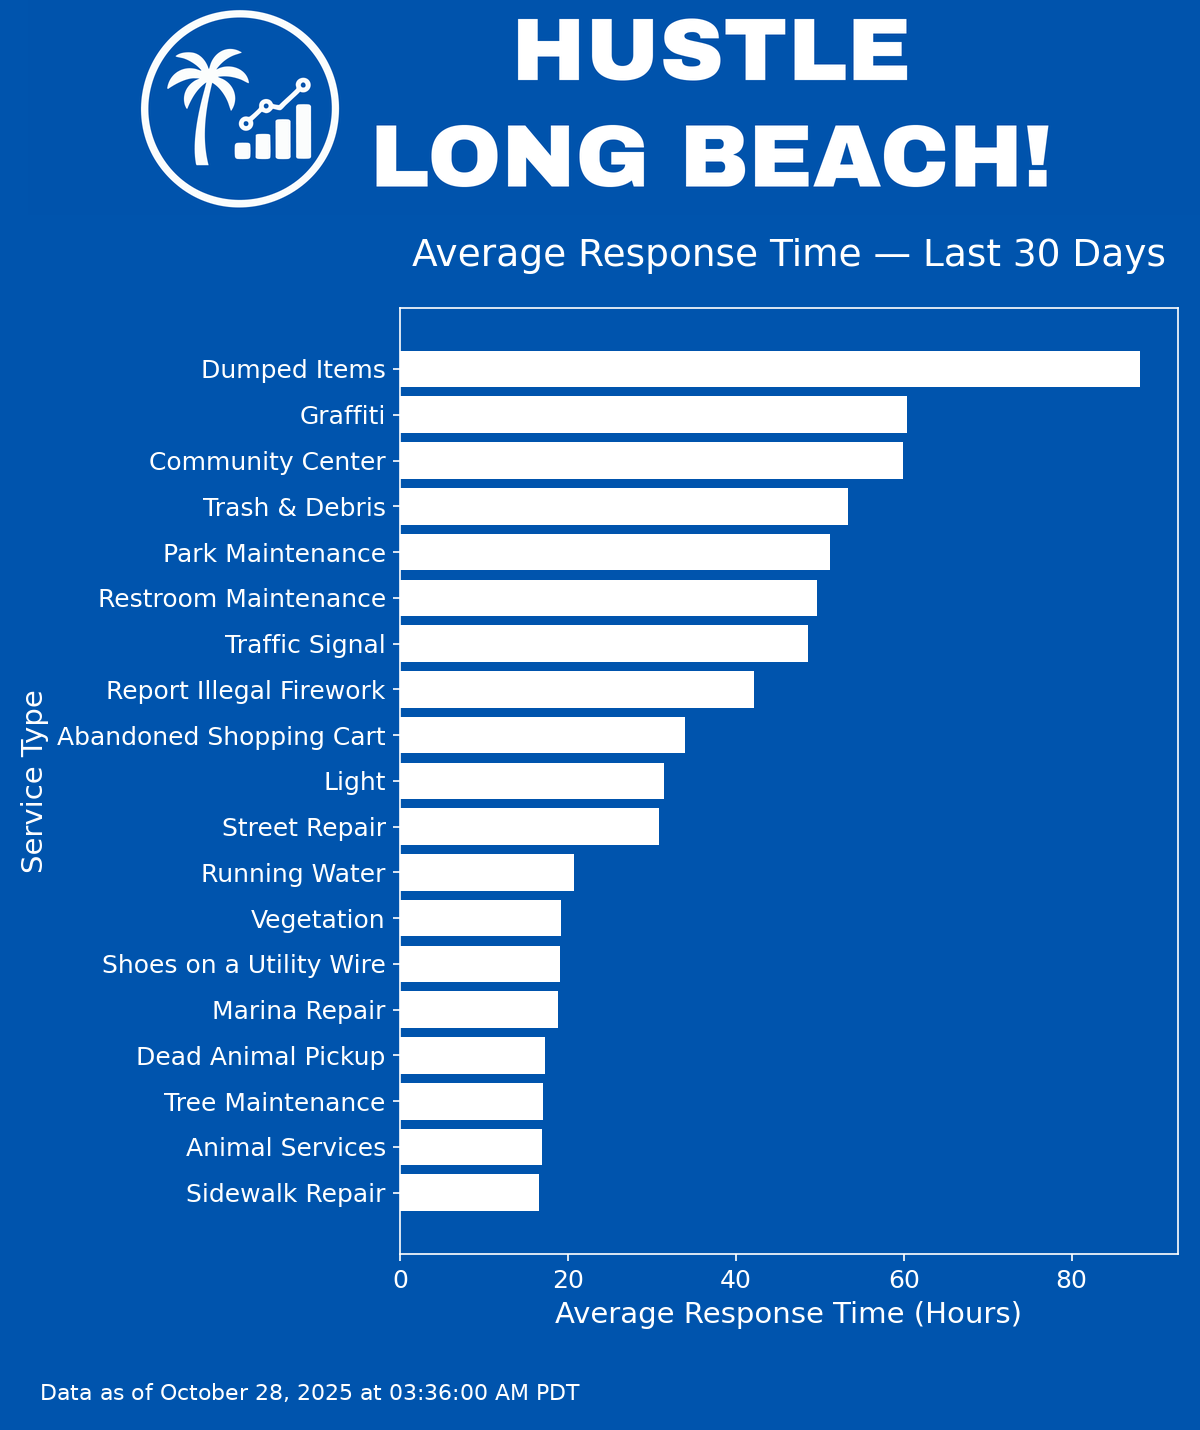 HUSTLE
LONG BEACH!
Average Response Time — Last 30 Days
Dumped Items
Graffiti
Community Center
Trash & Debris
Park Maintenance
Restroom Maintenance
Traffic Signal
Report Illegal Firework
Abandoned Shopping Cart
Light
Street Repair
Running Water
Vegetation
Shoes on a Utility Wire
Marina Repair
Dead Animal Pickup
Tree Maintenance
Animal Services
Sidewalk Repair
Service Type
0 20 40 60 80
Average Response Time (Hours)
Data as of October 28, 2025 at 03:36:00 AM PDT